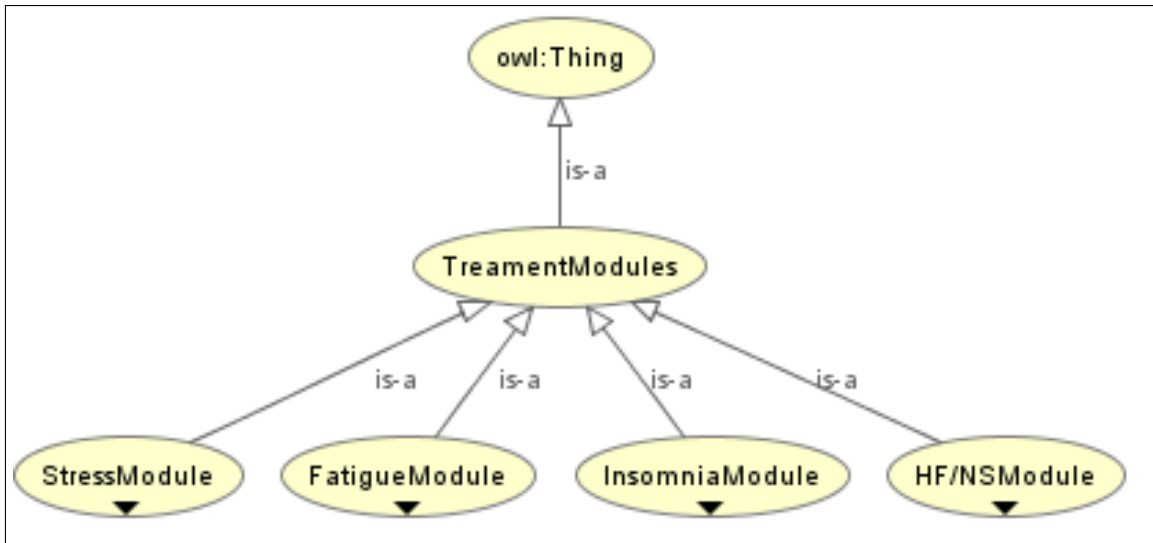 owl:Thing
is-a
TreamentModules
is-a is-a is-a is-a
StressModule FatigueModule InsomniaModule HF/NSModule